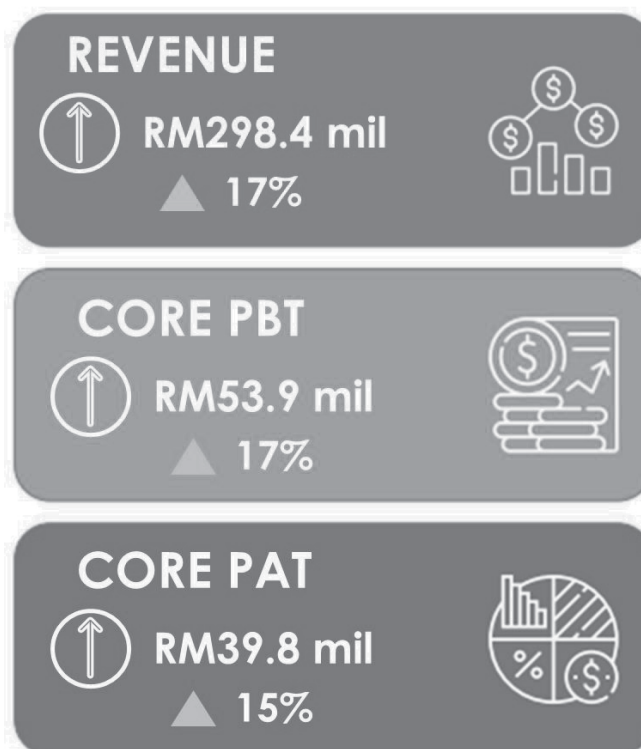 REVENUE
RM298.4 mil
17%
CORE PBT
RM53.9 mil
17%
CORE PAT
RM39.8 mil
15%